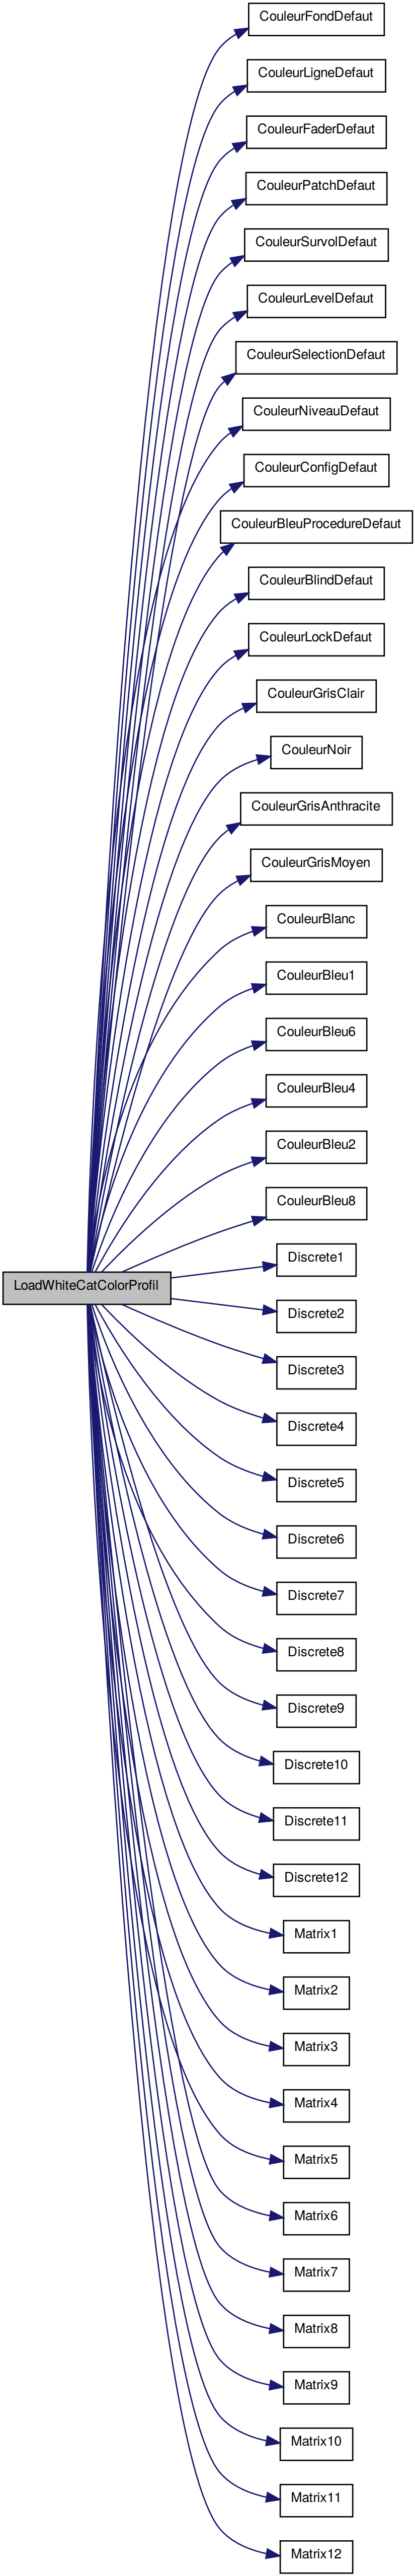 CouleurFondDefaut
CouleurLigneDefaut
CouleurFaderDefaut
CouleurPatchDefaut
CouleurSurvolDefaut
CouleurLevelDefaut
CouleurSelectionDefaut
CouleurNiveauDefaut
CouleurConfigDefaut
CouleurBleuProcedureDefaut
CouleurBlindDefaut
CouleurLockDefaut
CouleurGrisClair
CouleurNoir
CouleurGrisAnthracite
CouleurGrisMoyen
CouleurBlanc
CouleurBleu1
CouleurBleu6
CouleurBleu4
CouleurBleu2
CouleurBleu8
Discrete1
LoadWhiteCatColorProfil
Discrete2
Discrete3
Discrete4
Discrete5
Discrete6
Discrete7
Discrete8
Discrete9
Discrete10
Discrete11
Discrete12
Matrix1
Matrix2
Matrix3
Matrix4
Matrix5
Matrix6
Matrix7
Matrix8
Matrix9
Matrix10
Matrix11
Matrix12